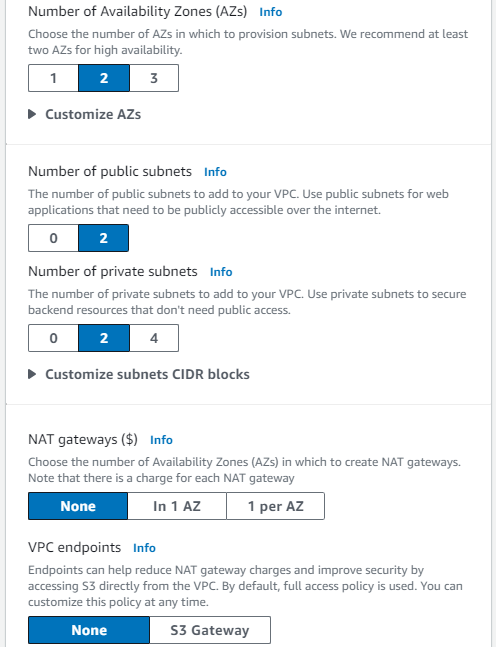 Number of Availability Zones (AZs) Info
Choose the number of AZs in which to provision subnets. We recommend at least
two AZs for high availability.
1 2 3
Customize AZs
Number of public subnets Info
The number of public subnets to add to your VPC. Use public subnets for web
applications that need to be publicly accessible over the internet.
0 2
Number of private subnets Info
The number of private subnets to add to your VPC. Use private subnets to secure
backend resources that don't need public access.
0 2 4
Customize subnets CIDR blocks
NAT gateways ($) Info
Choose the number of Availability Zones (AZs) in which to create NAT gateways.
Note that there is a charge for each NAT gateway
None In 1 AZ 1 per AZ
VPC endpoints Info
Endpoints can help reduce NAT gateway charges and improve security by
accessing S3 directly from the VPC. By default, full access policy is used. You can
customize this policy at any time.
None S3 Gateway